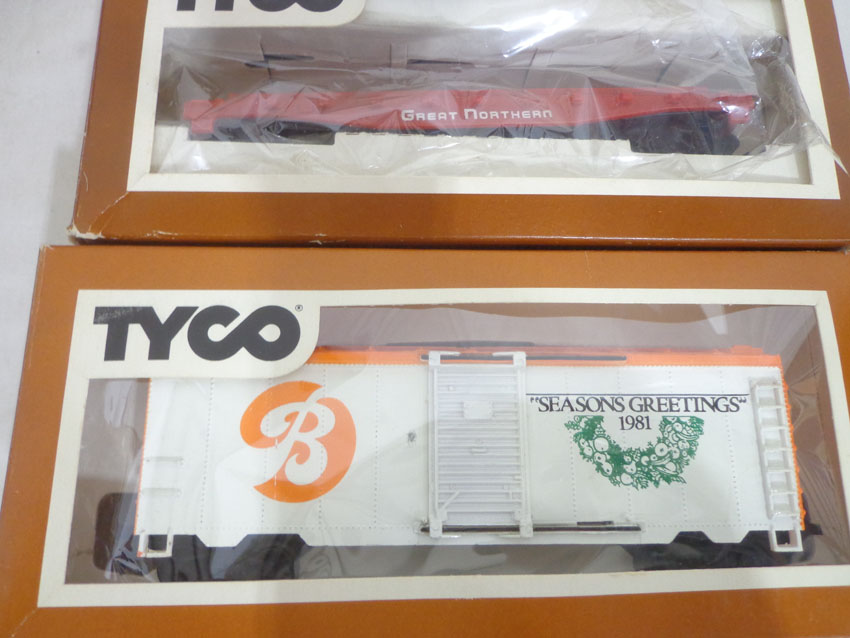 TYCO
GREAT NORTHERN
TYCO®
B
"SEASONS GREETINGS"
1981